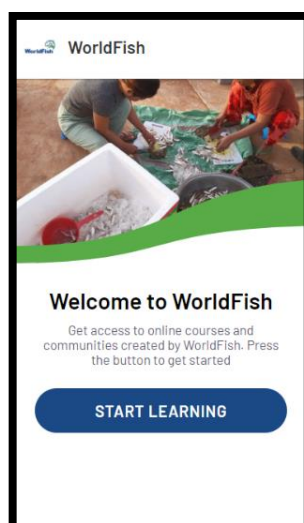 WorldFish
WorldFish
Welcome to WorldFish
Get access to online courses and
communities created by WorldFish. Press
the button to get started
START LEARNING